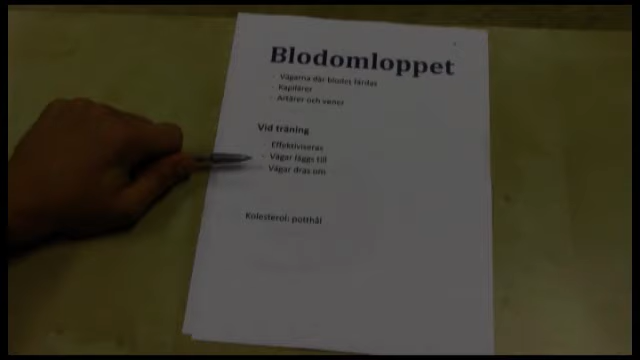 Blodomloppet
- Vägarna där blodet färdas
- Kapillärer
- Artärer och vener
Vid träning
- Effektiviseras
- Vägar läggs till
- Vägar dras om
Kolesterol: potthål